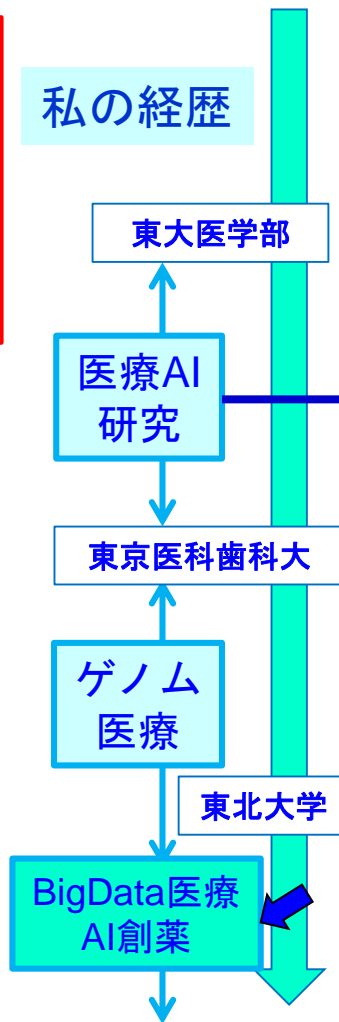 私の経歴
東大医学部
医療AI
研究
東京医科歯科大
ゲノム
医療
東北大学
BigData医療
AI創薬